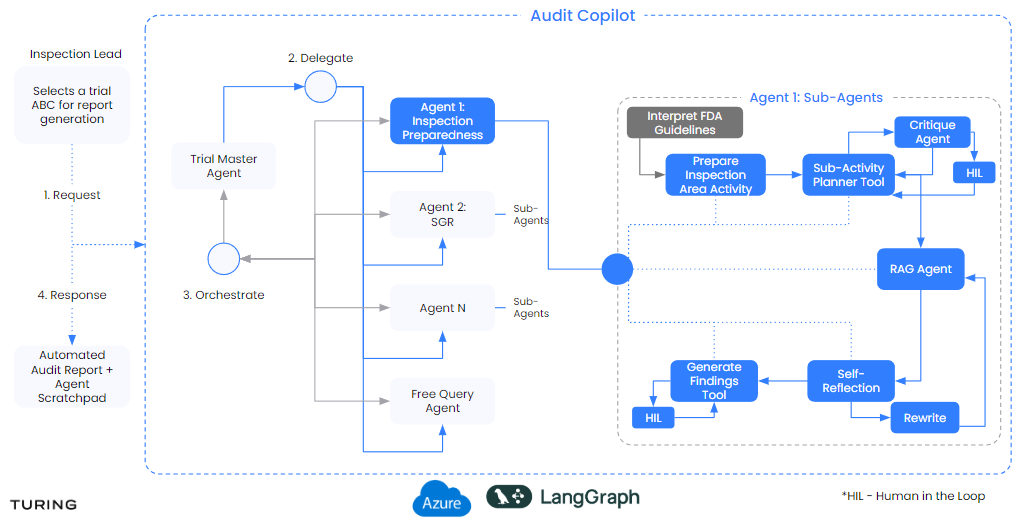 Audit Copilot
Inspection Lead
Selects a trial
ABC for report
generation
1. Request
4. Response
Automated
Audit Report +
Agent
Scratchpad
2. Delegate
Trial Master
Agent
3. Orchestrate
Agent 1:
Inspection
Preparedness
Agent 2:
SGR
Sub-
Agents
Agent N
Sub-
Agents
Free Query
Agent
Agent 1: Sub-Agents
Interpret FDA
Guidelines
Prepare
Inspection
Area Activity
Sub-Activity
Planner Tool
Critique
Agent
HIL
RAG Agent
Self-
Reflection
Rewrite
Generate
Findings
Tool
HIL
TURING
Azure
LangGraph
*HIL - Human in the Loop